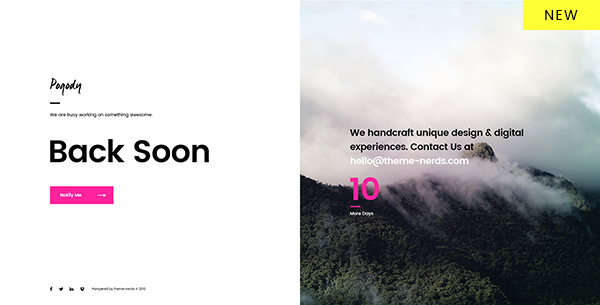 NEW
Pogody
We are busy working on something awesome.
Back Soon
Notify Me
We handcraft unique design & digital
experiences. Contact Us at
hello@theme-nerds.com
10
More Days
Pampered by theme-nerds © 2015